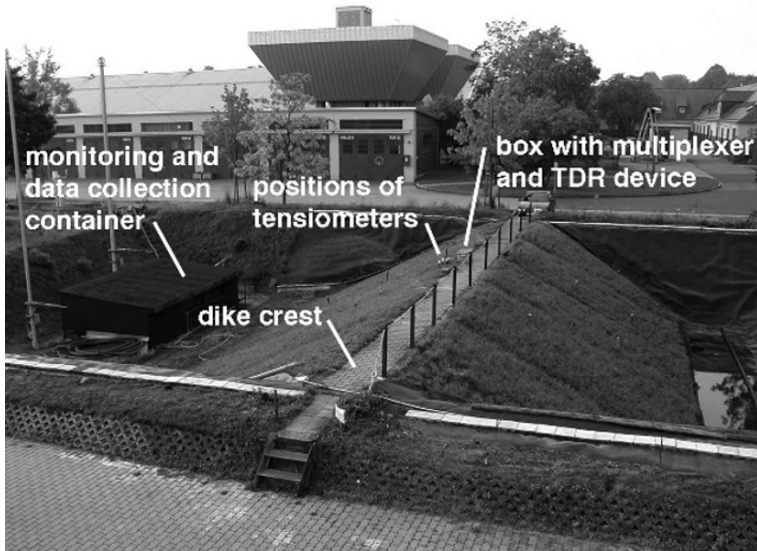 monitoring and
data collection
container
positions of
tensiometers
box with multiplexer
and TDR device
dike crest